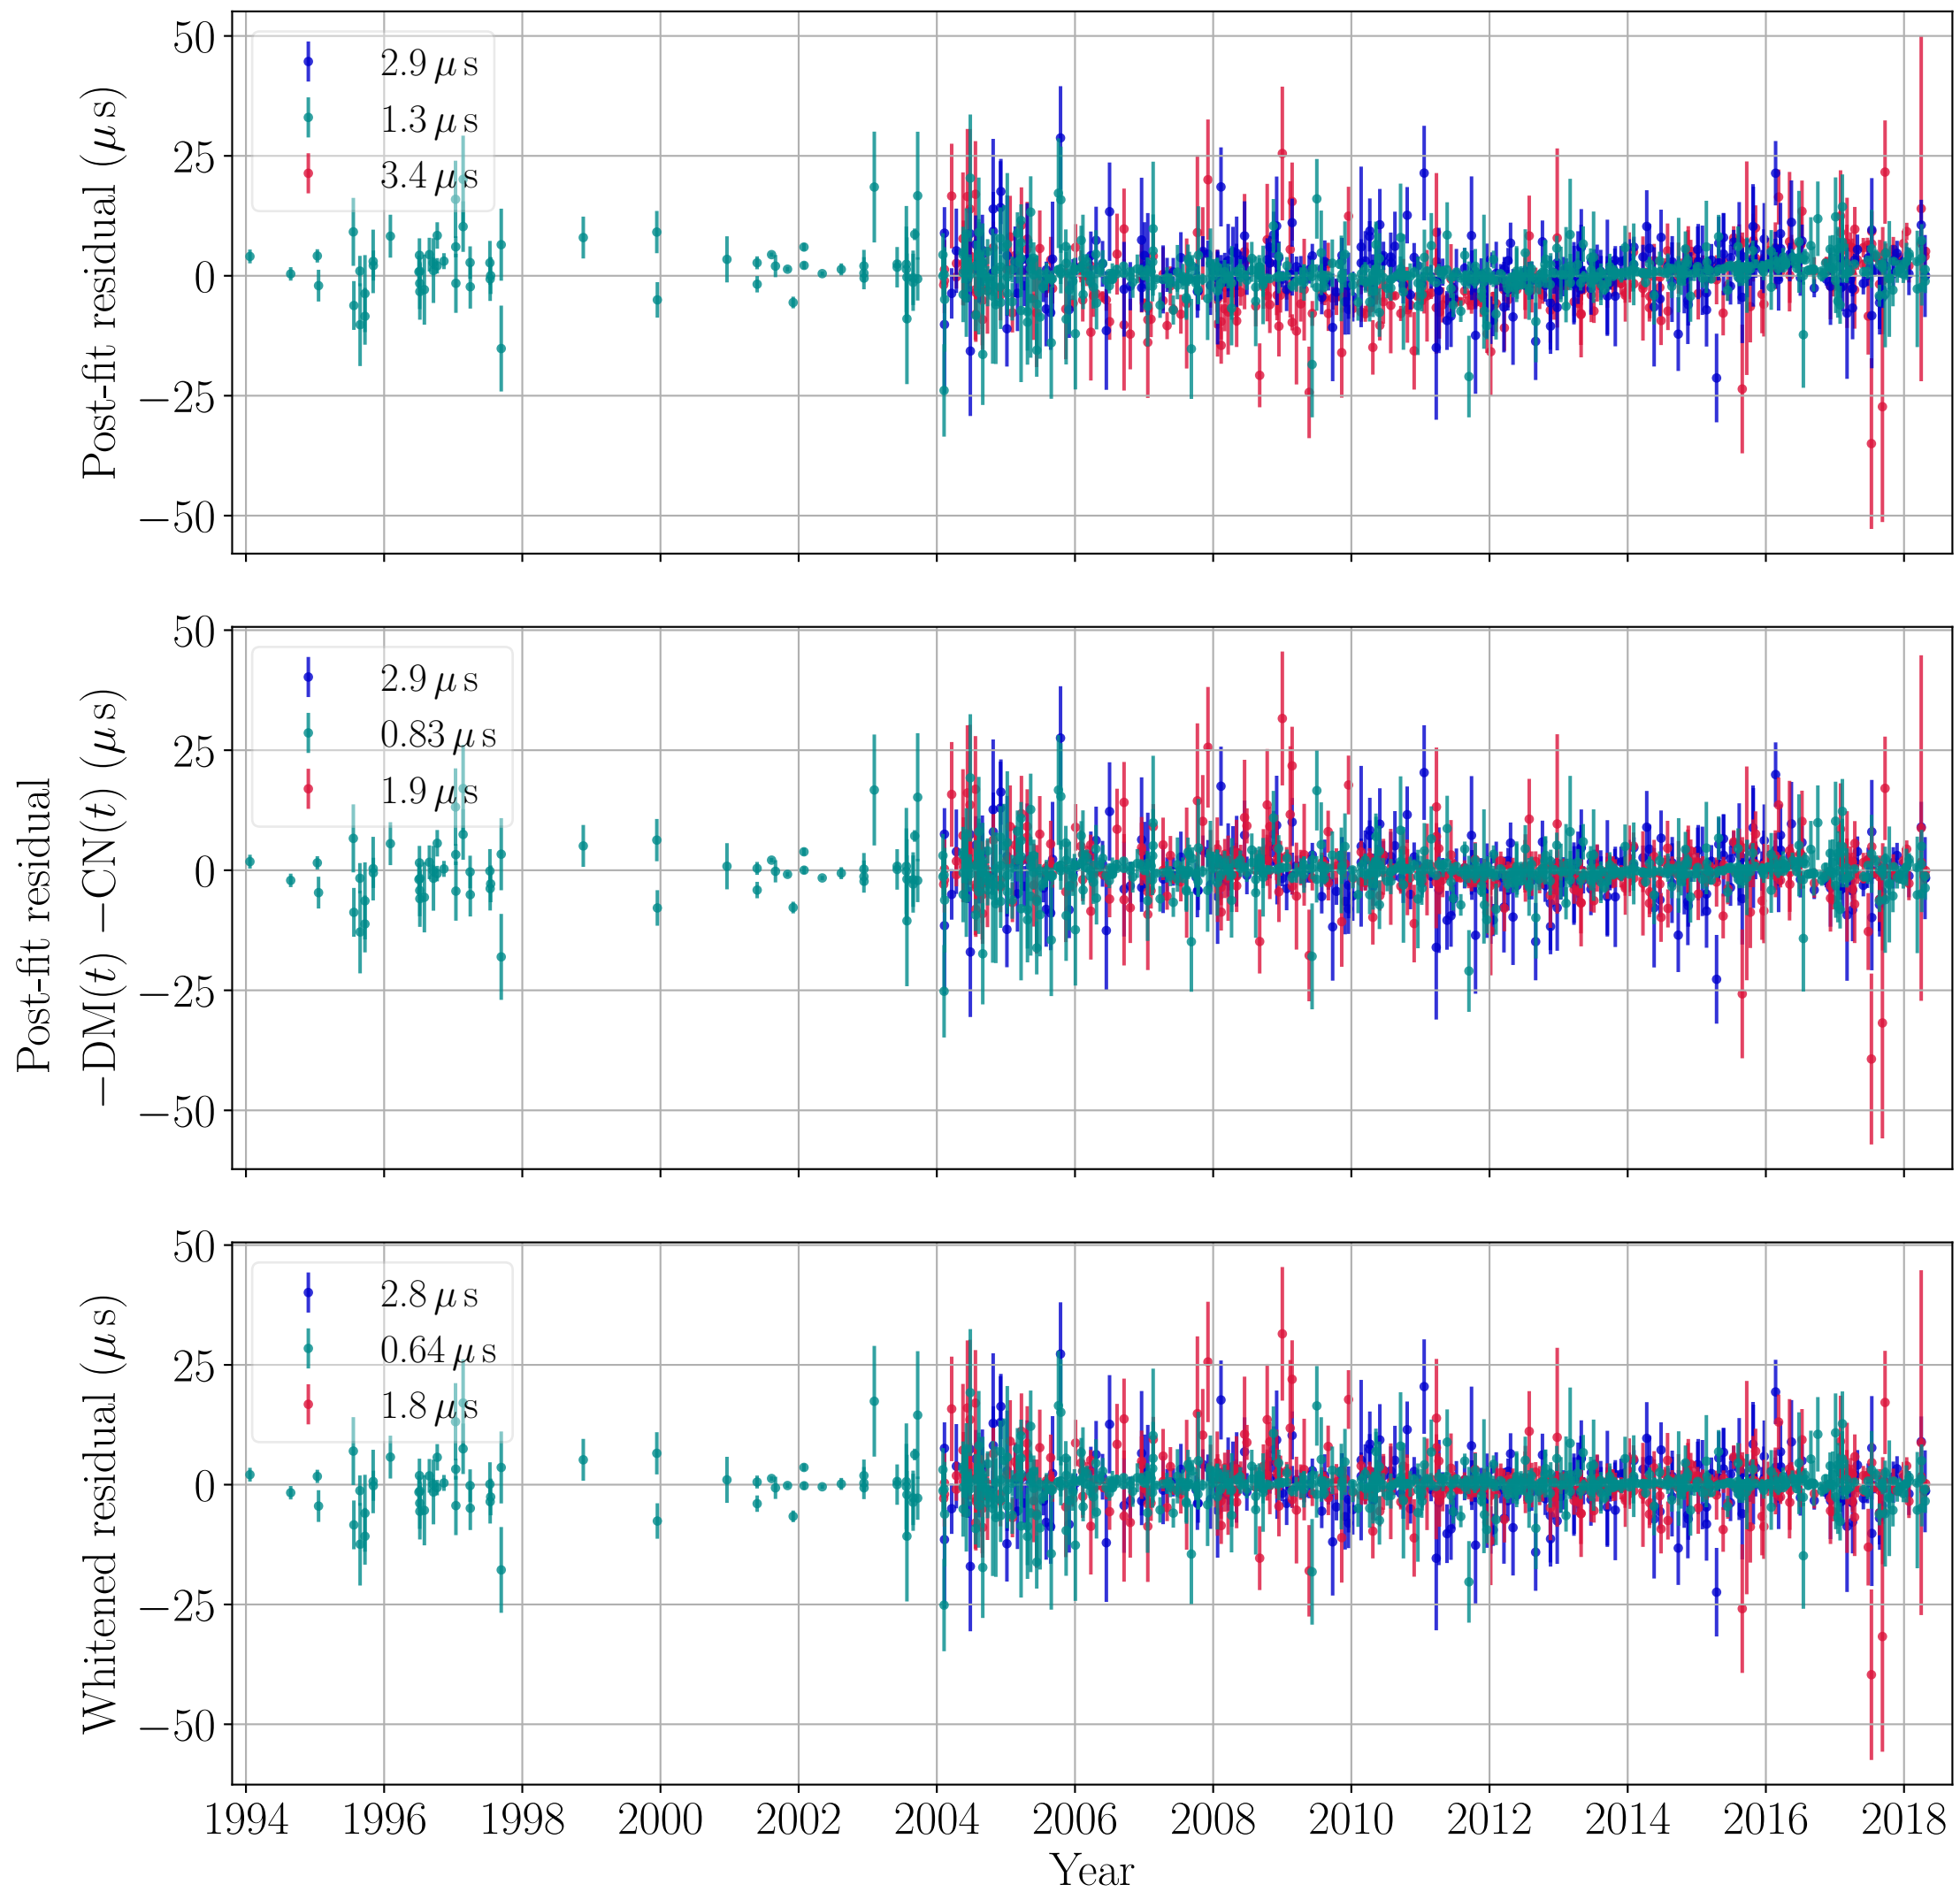 50
25
0
−25
−50
Post-fit residual (μs)
2.9 μs
1.3 μs
3.4 μs
50
25
0
−25
−50
Post-fit residual
−DM(t) −CN(t) (μs)
2.9 μs
0.83 μs
1.9 μs
50
25
0
−25
−50
Whitened residual (μs)
2.8 μs
0.64 μs
1.8 μs
1994 1996 1998 2000 2002 2004 2006 2008 2010 2012 2014 2016 2018
Year